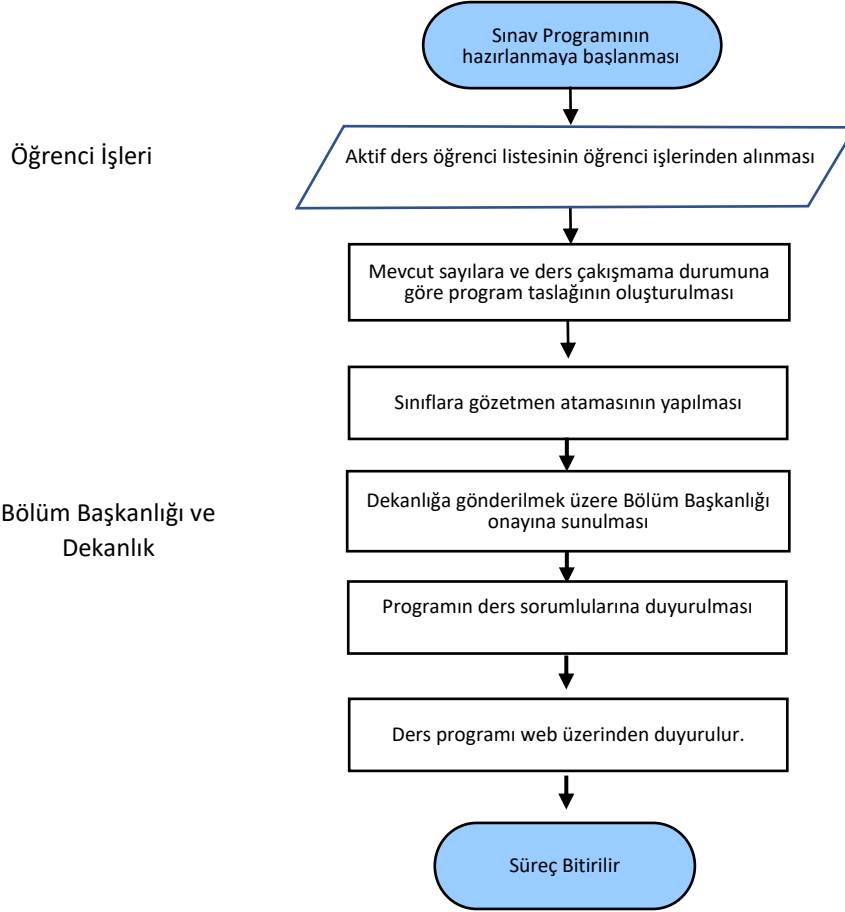 Sınav Programının
hazırlanmaya başlanması
Öğrenci İşleri
Aktif ders öğrenci listesinin öğrenci işlerinden alınması
Mevcut sayılara ve ders çakışmama durumuna
göre program taslağının oluşturulması
Sınıflara gözetmen atamasının yapılması
Bölüm Başkanlığı ve
Dekanlık
Dekanlığa gönderilmek üzere Bölüm Başkanlığı
onayına sunulması
Programın ders sorumlularına duyurulması
Ders programı web üzerinden duyurulur.
Süreç Bitirilir